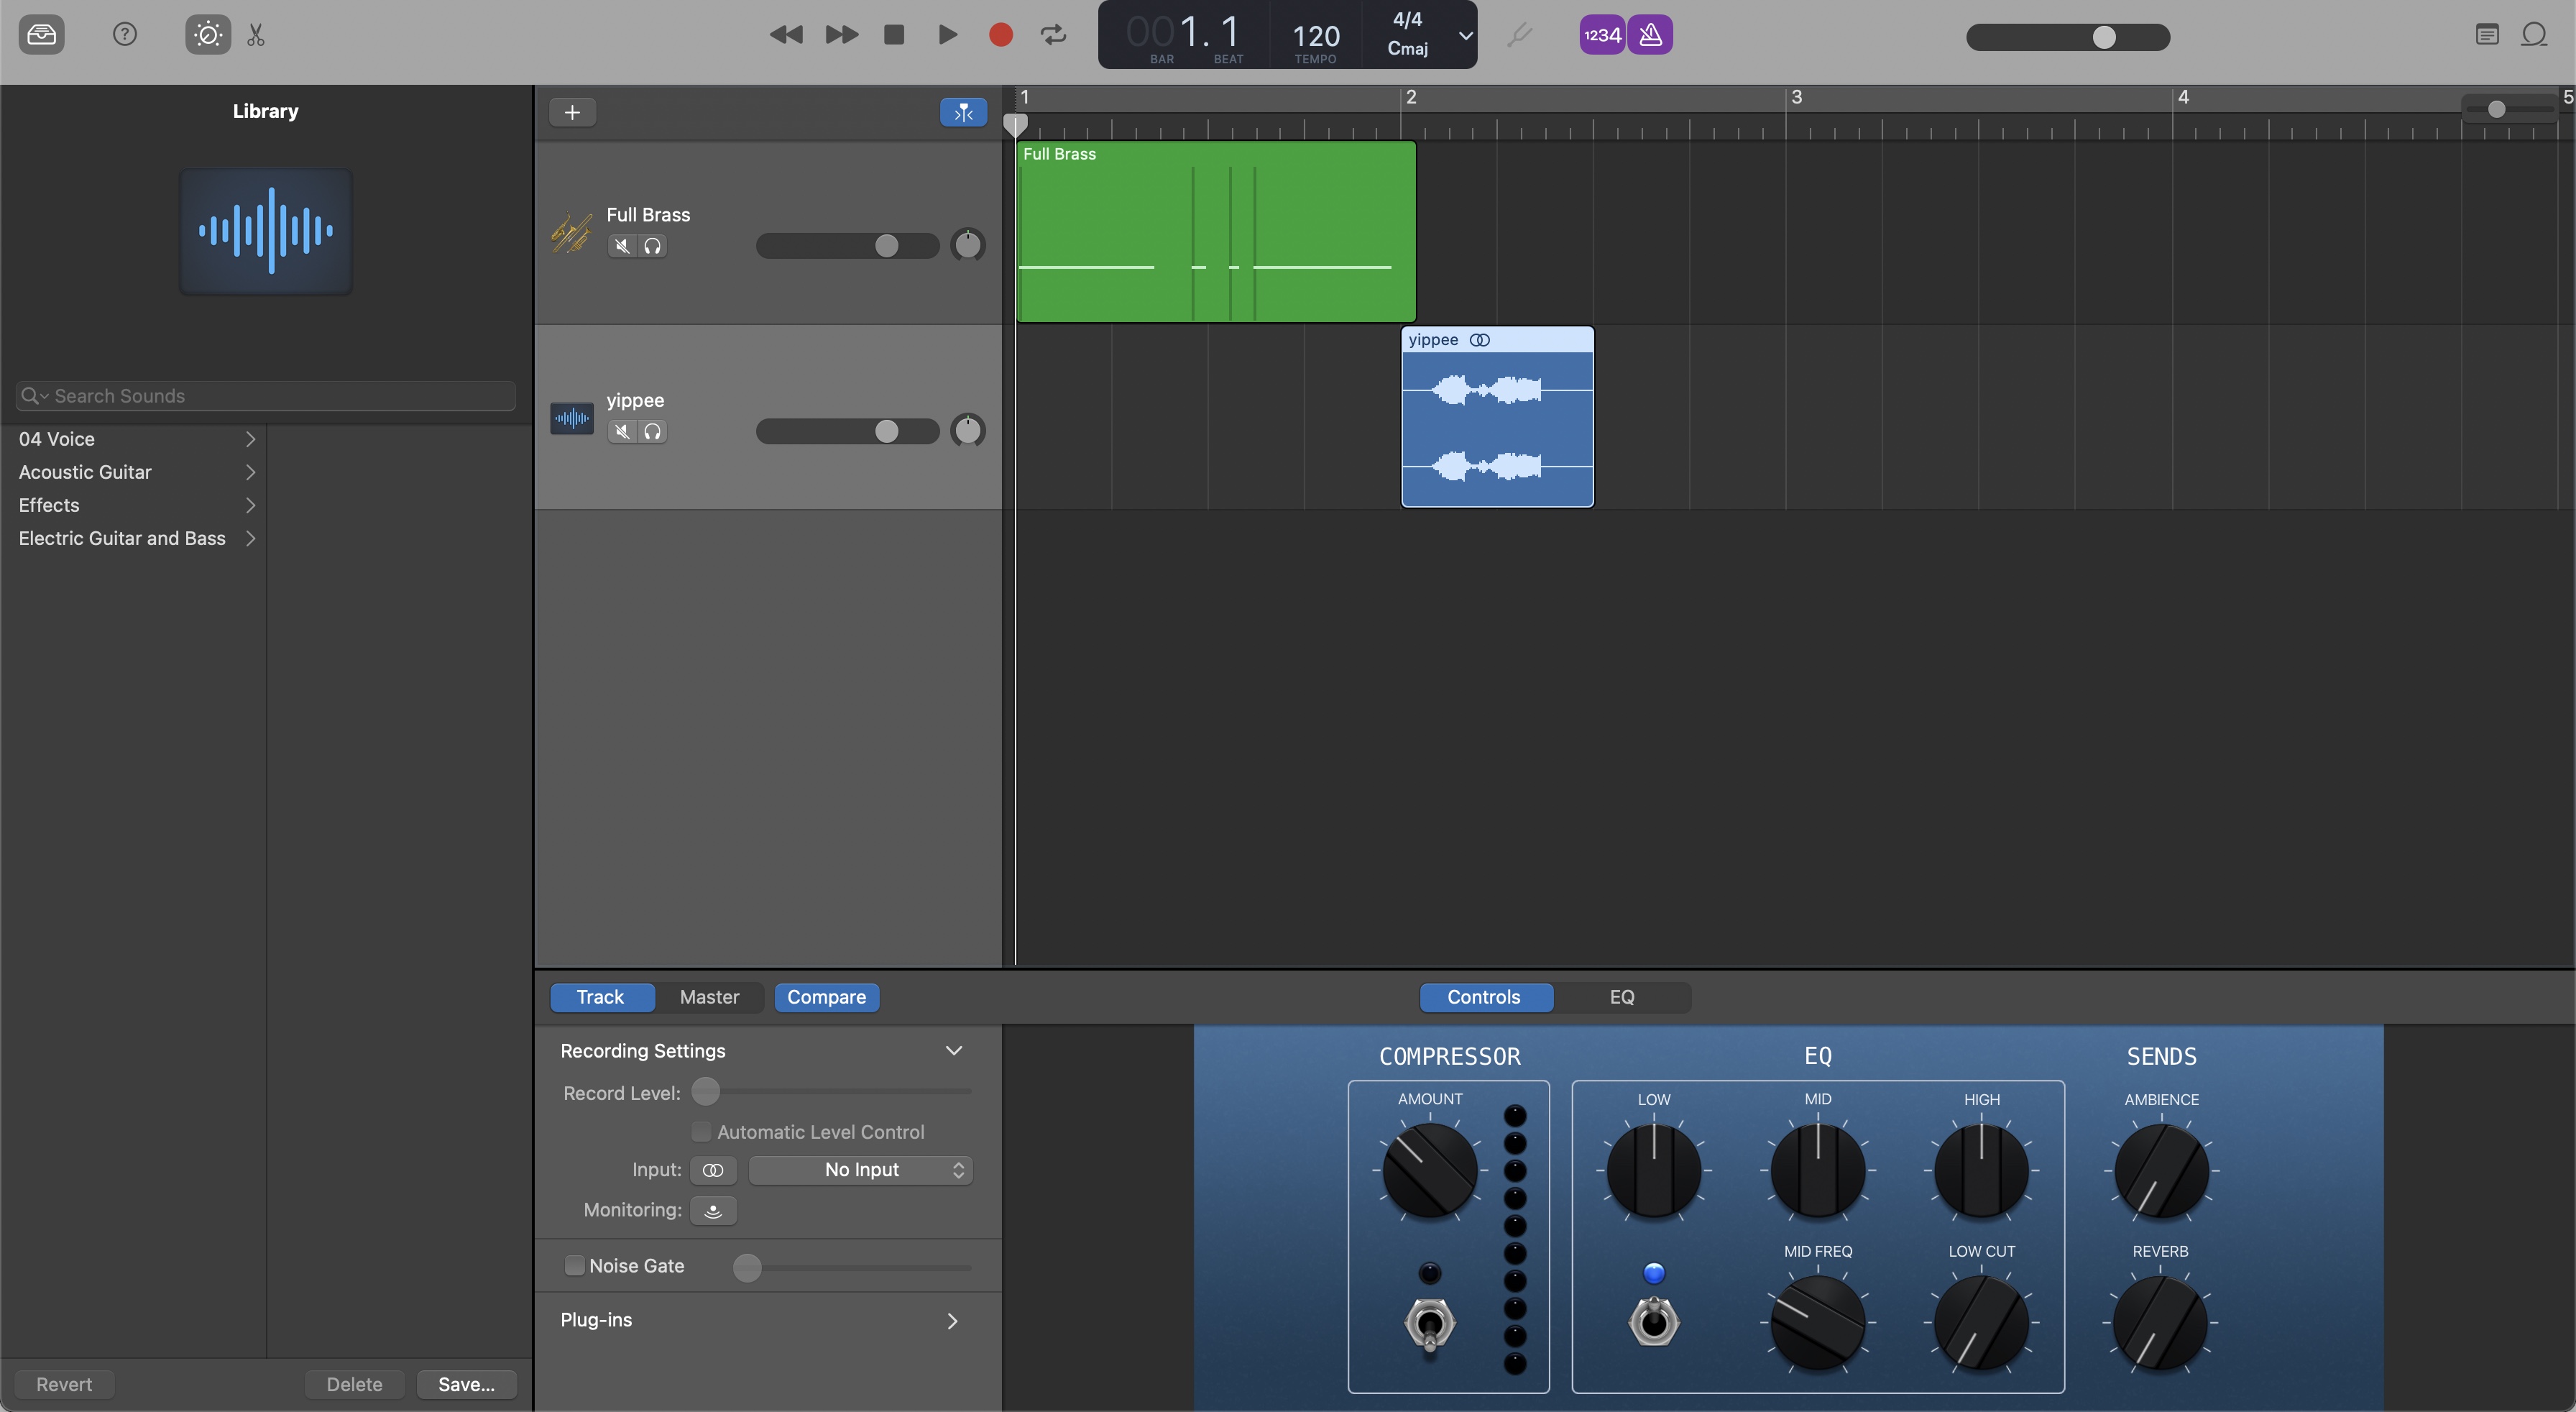 001.1
BAR BEAT
120
TEMPO
4/4
Cmaj
1234
Library
Search Sounds
04 Voice
Acoustic Guitar
Effects
Electric Guitar and Bass
Revert
Delete
Save...
1 2 3 4 5
Full Brass
Full Brass
yippee
yippee
Track
Master
Compare
Controls
EQ
Recording Settings
Record Level:
Automatic Level Control
Input:
No Input
Monitoring:
Noise Gate
Plug-ins
COMPRESSOR
AMOUNT
EQ
LOW
MID
HIGH
MID FREQ
LOW CUT
SENDS
AMBIENCE
REVERB